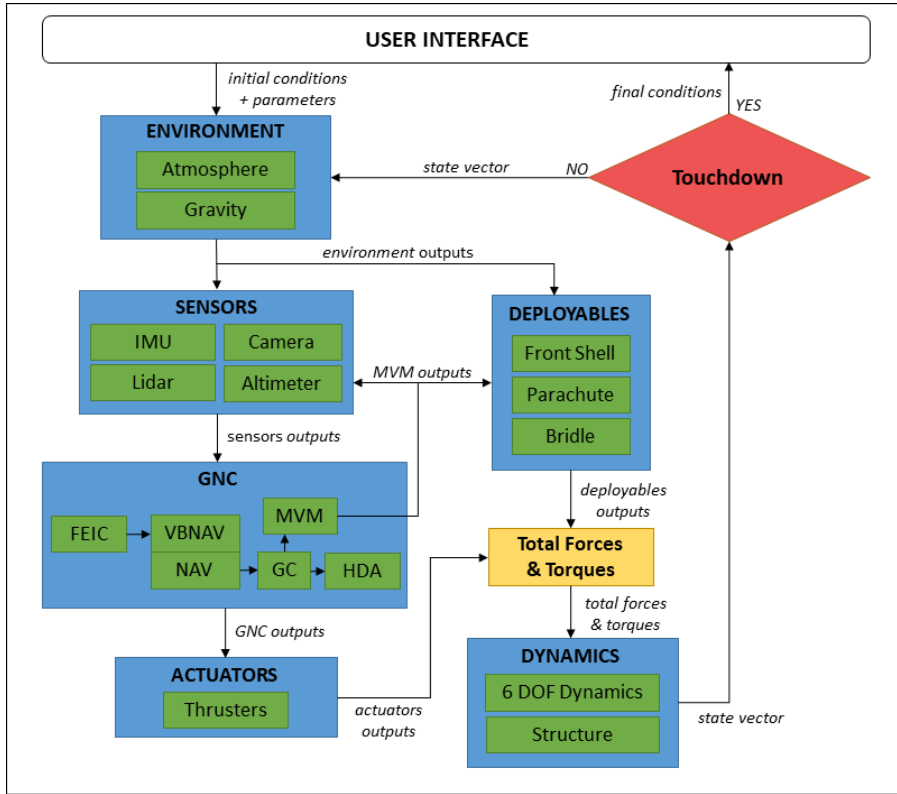 USER INTERFACE
initial conditions
+ parameters
final conditions
YES
ENVIRONMENT
Atmosphere
Gravity
state vector
NO
Touchdown
environment outputs
SENSORS
IMU
Camera
Lidar
Altimeter
MVM outputs
DEPLOYABLES
Front Shell
Parachute
Bridle
sensors outputs
deployables
outputs
GNC
FEIC
VBNAV
NAV
MVM
GC
HDA
Total Forces
& Torques
GNC outputs
total forces
& torques
ACTUATORS
Thrusters
actuators
outputs
DYNAMICS
6 DOF Dynamics
Structure
state vector